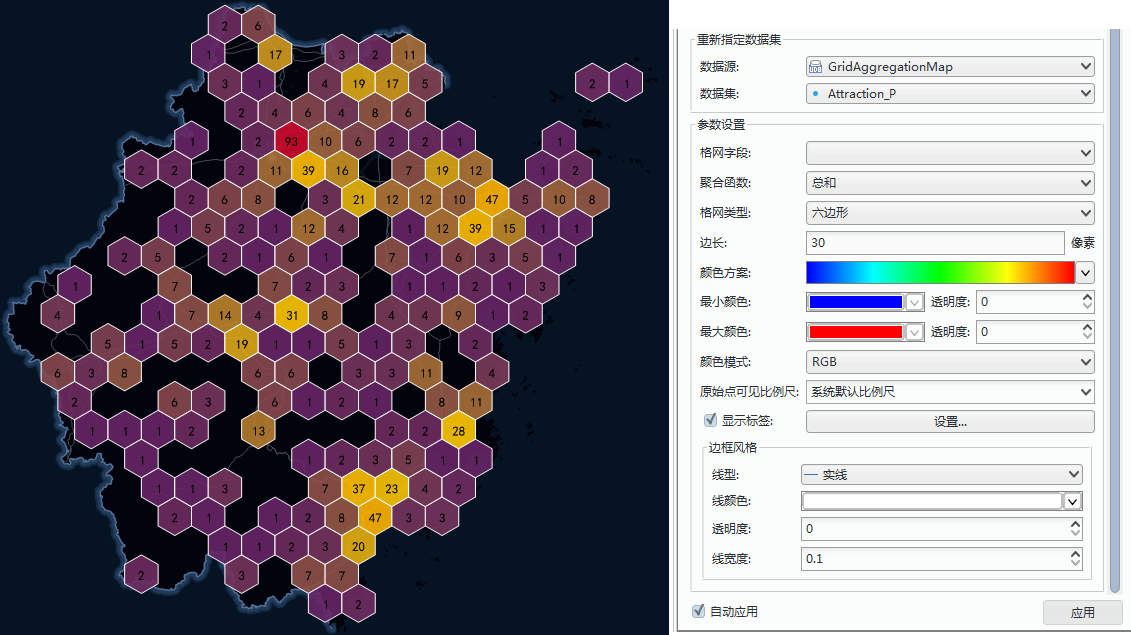 2 6
1 17 3 2 11
3 1 4 19 17 5 2 1
2 4 6 4 8 6
1 2 93 10 6 2 2 1 1
2 2 2 11 39 16 7 19 12 1 2
2 6 8 3 21 12 12 10 47 5 10 8
1 5 2 1 12 4 1 12 39 15 1 1
2 5 2 1 6 1 7 1 6 3 5 1
1 7 7 2 3 1 1 2 1 3
4 1 7 14 4 31 8 4 4 9 1 2
5 1 5 2 19 1 1 5 1 3 2
6 3 8 6 6 3 3 11 4
2 6 3 6 1 2 1 8 11
1 1 1 2 13 2 2 28
1 1 2 3 5 1 1
1 1 3 7 37 23 4 2
2 1 1 2 8 47 3 3
1 1 2 3 20
2 3 7 7
1 2
重新指定数据集
数据源: GridAggregationMap
数据集: Attraction_P
参数设置
格网字段:
聚合函数: 总和
格网类型: 六边形
边长: 30 像素
颜色方案:
最小颜色: 透明度: 0
最大颜色: 透明度: 0
颜色模式: RGB
原始点可见比例尺: 系统默认比例尺
显示标签: 设置...
边框风格
线型: 实线
线颜色:
透明度: 0
线宽度: 0.1
自动应用 应用